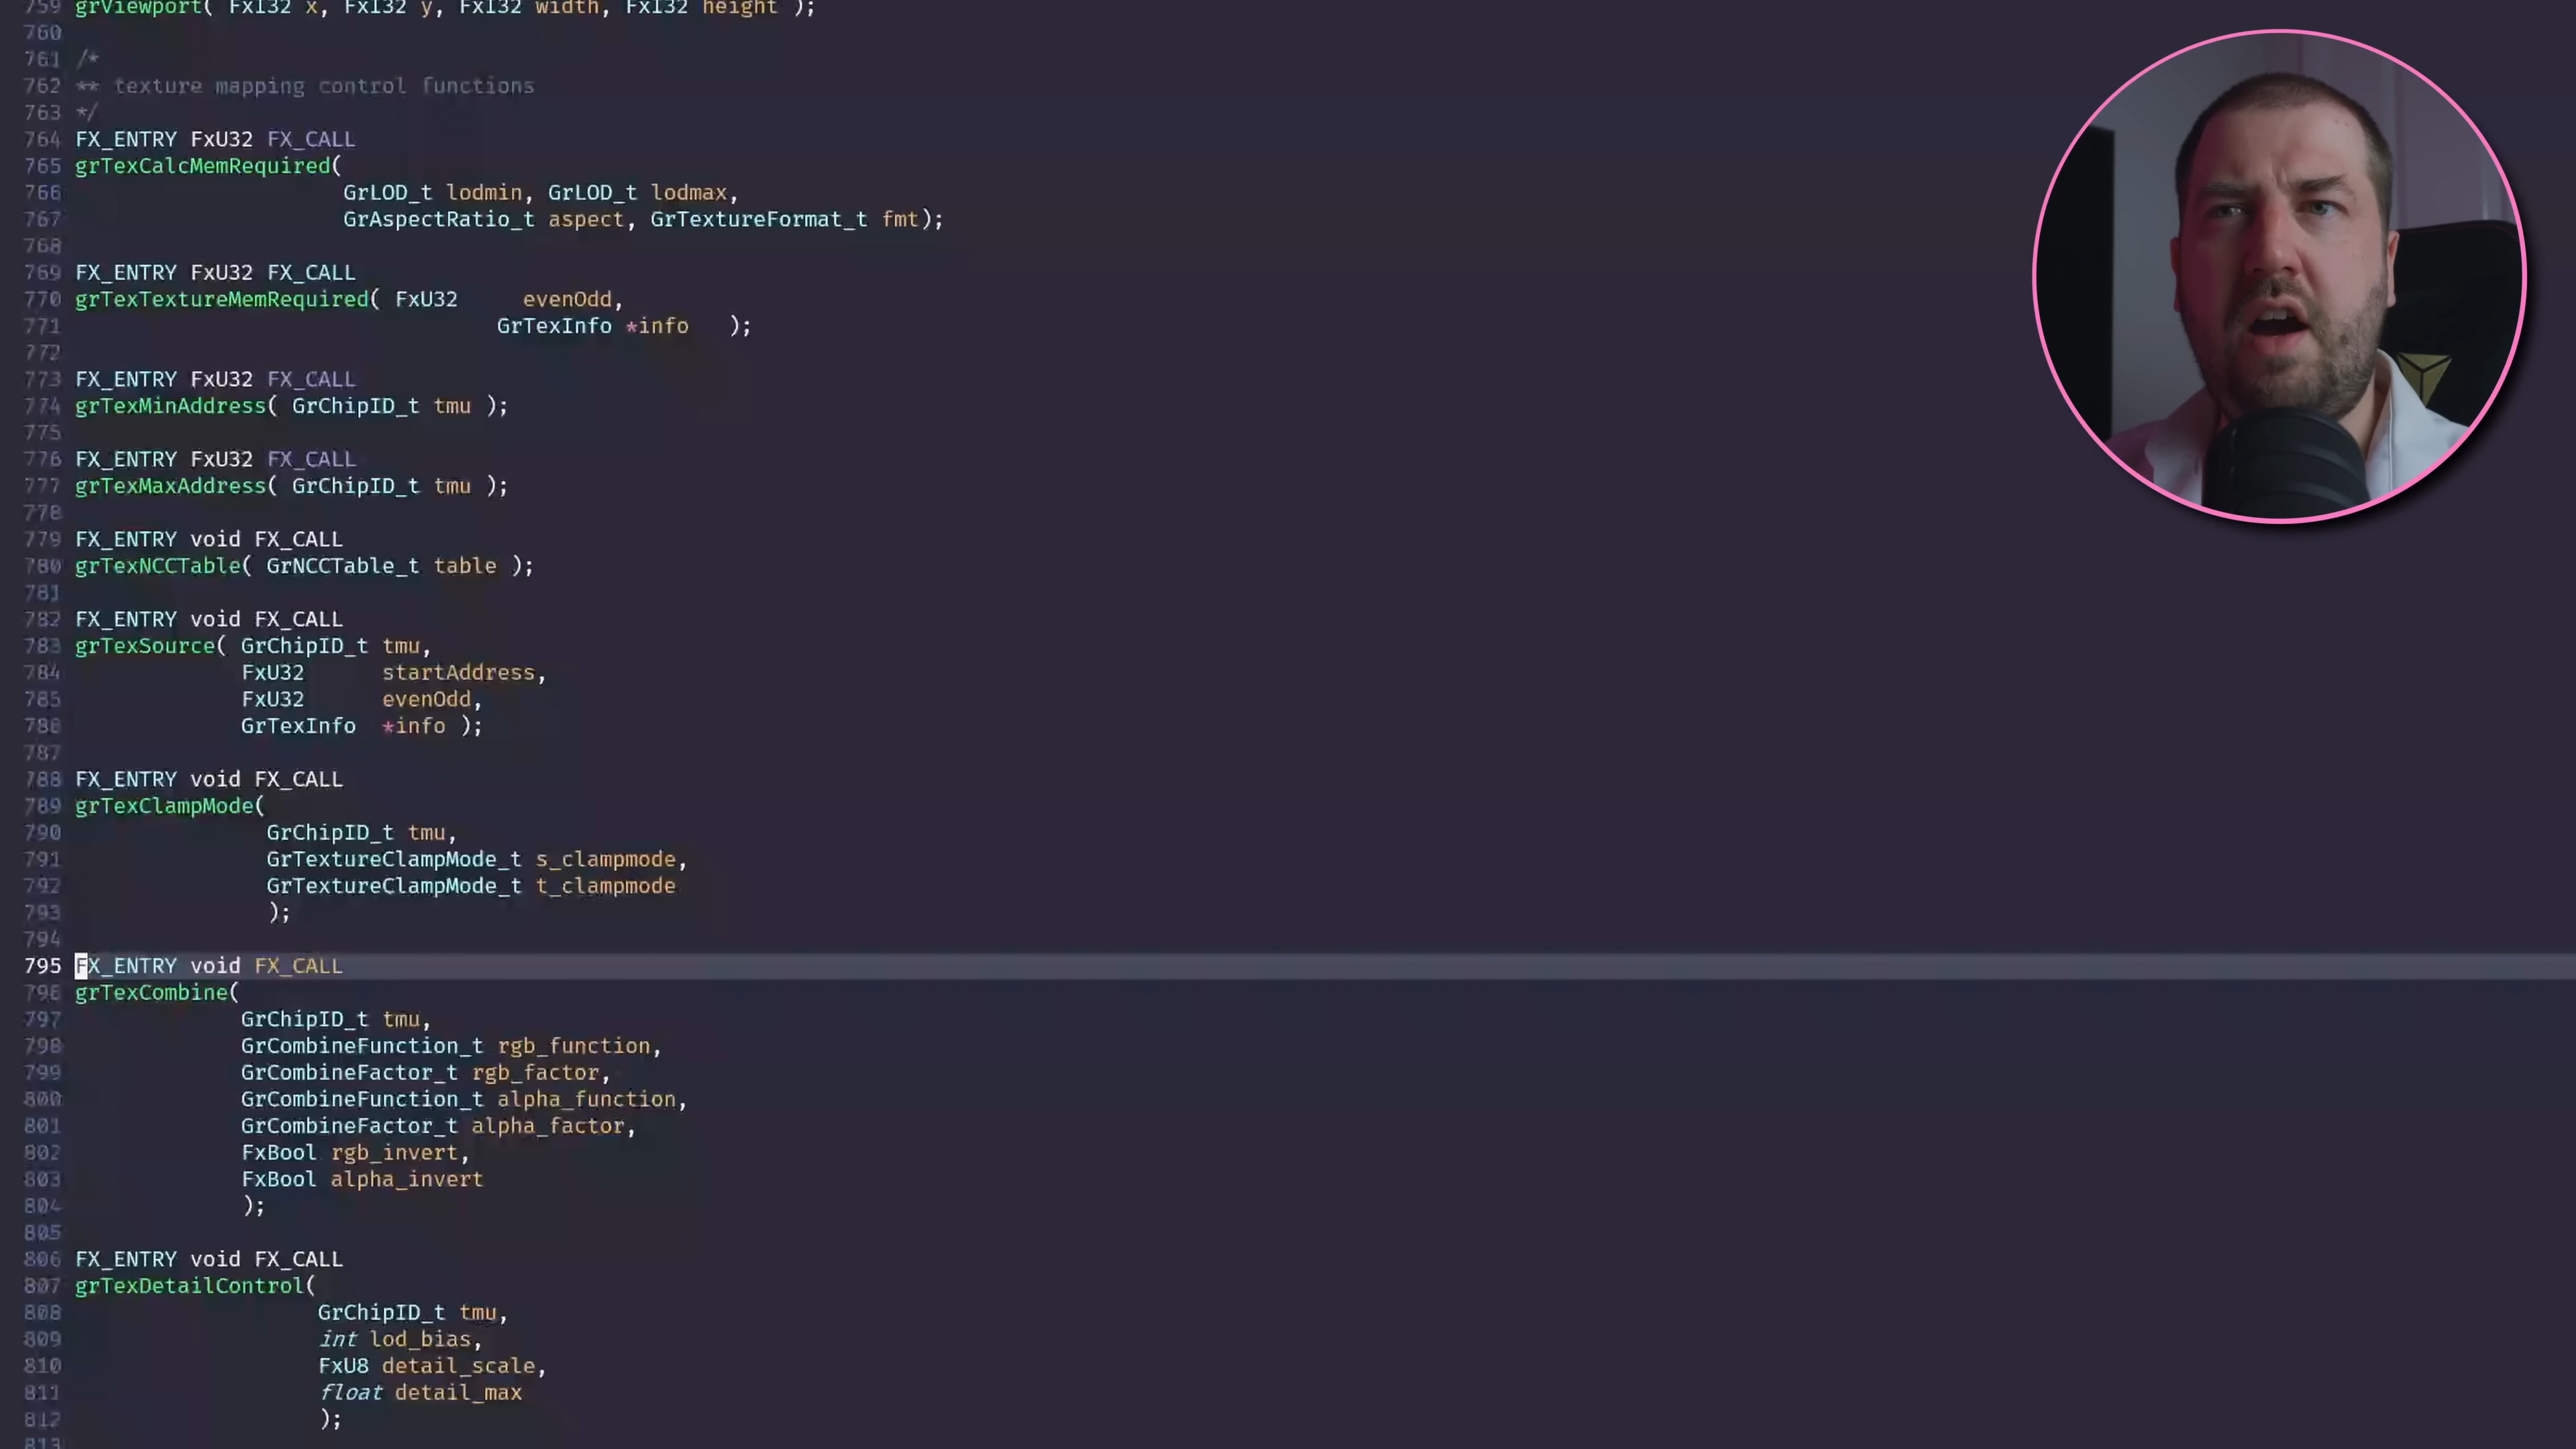 759 grViewport( FxI32 x, FxI32 y, FxI32 width, FxI32 height );
760
761 /*
762 ** texture mapping control functions
763 */
764 FX_ENTRY FxU32 FX_CALL
765 grTexCalcMemRequired(
766 GrLOD_t lodmin, GrLOD_t lodmax,
767 GrAspectRatio_t aspect, GrTextureFormat_t fmt);
768
769 FX_ENTRY FxU32 FX_CALL
770 grTexTextureMemRequired( FxU32 evenOdd,
771 GrTexInfo *info );
772
773 FX_ENTRY FxU32 FX_CALL
774 grTexMinAddress( GrChipID_t tmu );
775
776 FX_ENTRY FxU32 FX_CALL
777 grTexMaxAddress( GrChipID_t tmu );
778
779 FX_ENTRY void FX_CALL
780 grTexNCCTable( GrNCCTable_t table );
781
782 FX_ENTRY void FX_CALL
783 grTexSource( GrChipID_t tmu,
784 FxU32 startAddress,
785 FxU32 evenOdd,
786 GrTexInfo *info );
787
788 FX_ENTRY void FX_CALL
789 grTexClampMode(
790 GrChipID_t tmu,
791 GrTextureClampMode_t s_clampmode,
792 GrTextureClampMode_t t_clampmode
793 );
794
795 FX_ENTRY void FX_CALL
796 grTexCombine(
797 GrChipID_t tmu,
798 GrCombineFunction_t rgb_function,
799 GrCombineFactor_t rgb_factor,
800 GrCombineFunction_t alpha_function,
801 GrCombineFactor_t alpha_factor,
802 FxBool rgb_invert,
803 FxBool alpha_invert
804 );
805
806 FX_ENTRY void FX_CALL
807 grTexDetailControl(
808 GrChipID_t tmu,
809 int lod_bias,
810 FxU8 detail_scale,
811 float detail_max
812 );
813